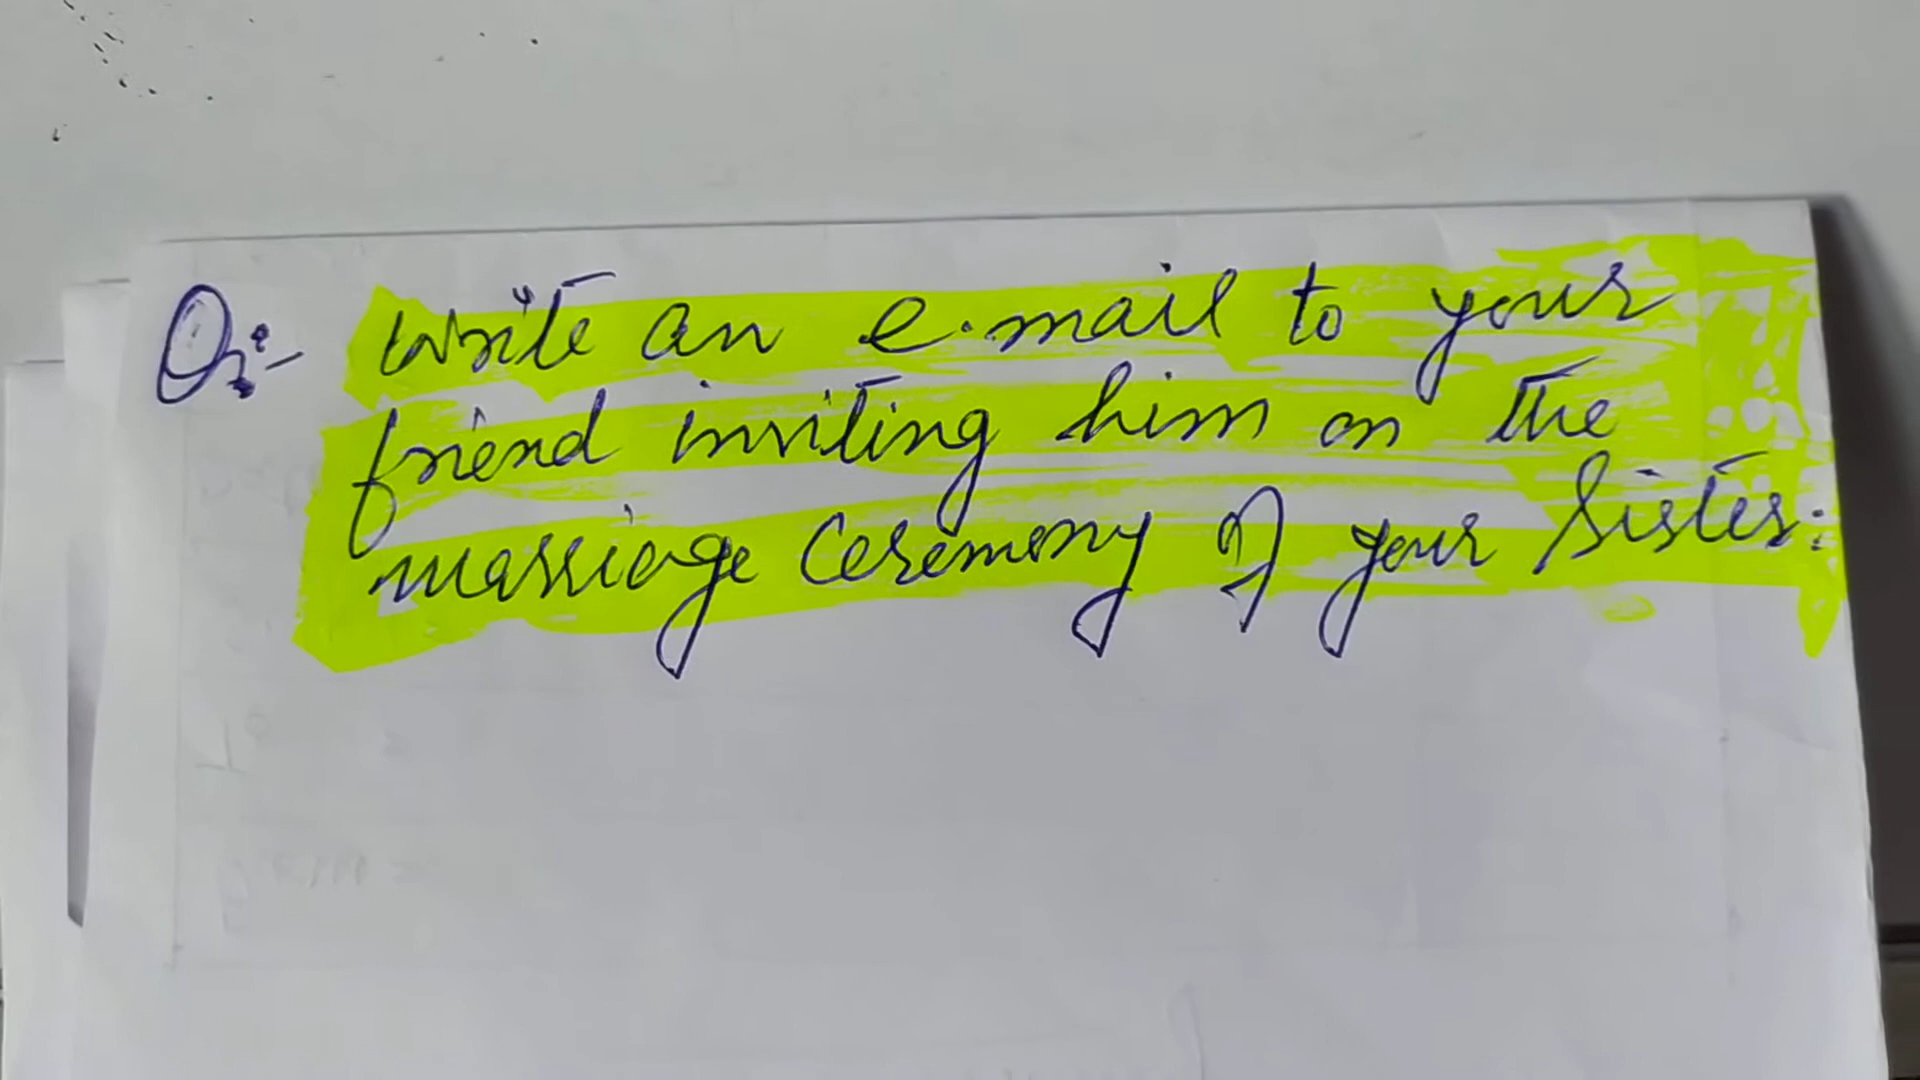 Q:- Write an e.mail to your
friend inviting him on the
marriage Ceremony of your Sister.